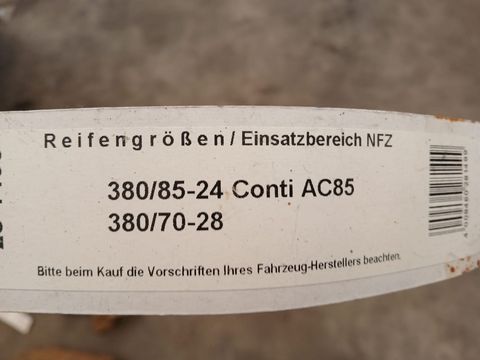 Reifengrößen/Einsatzbereich NFZ
380/85-24 Conti AC85
380/70-28
Bitte beim Kauf die Vorschriften Ihres Fahrzeug-Herstellers beachten.